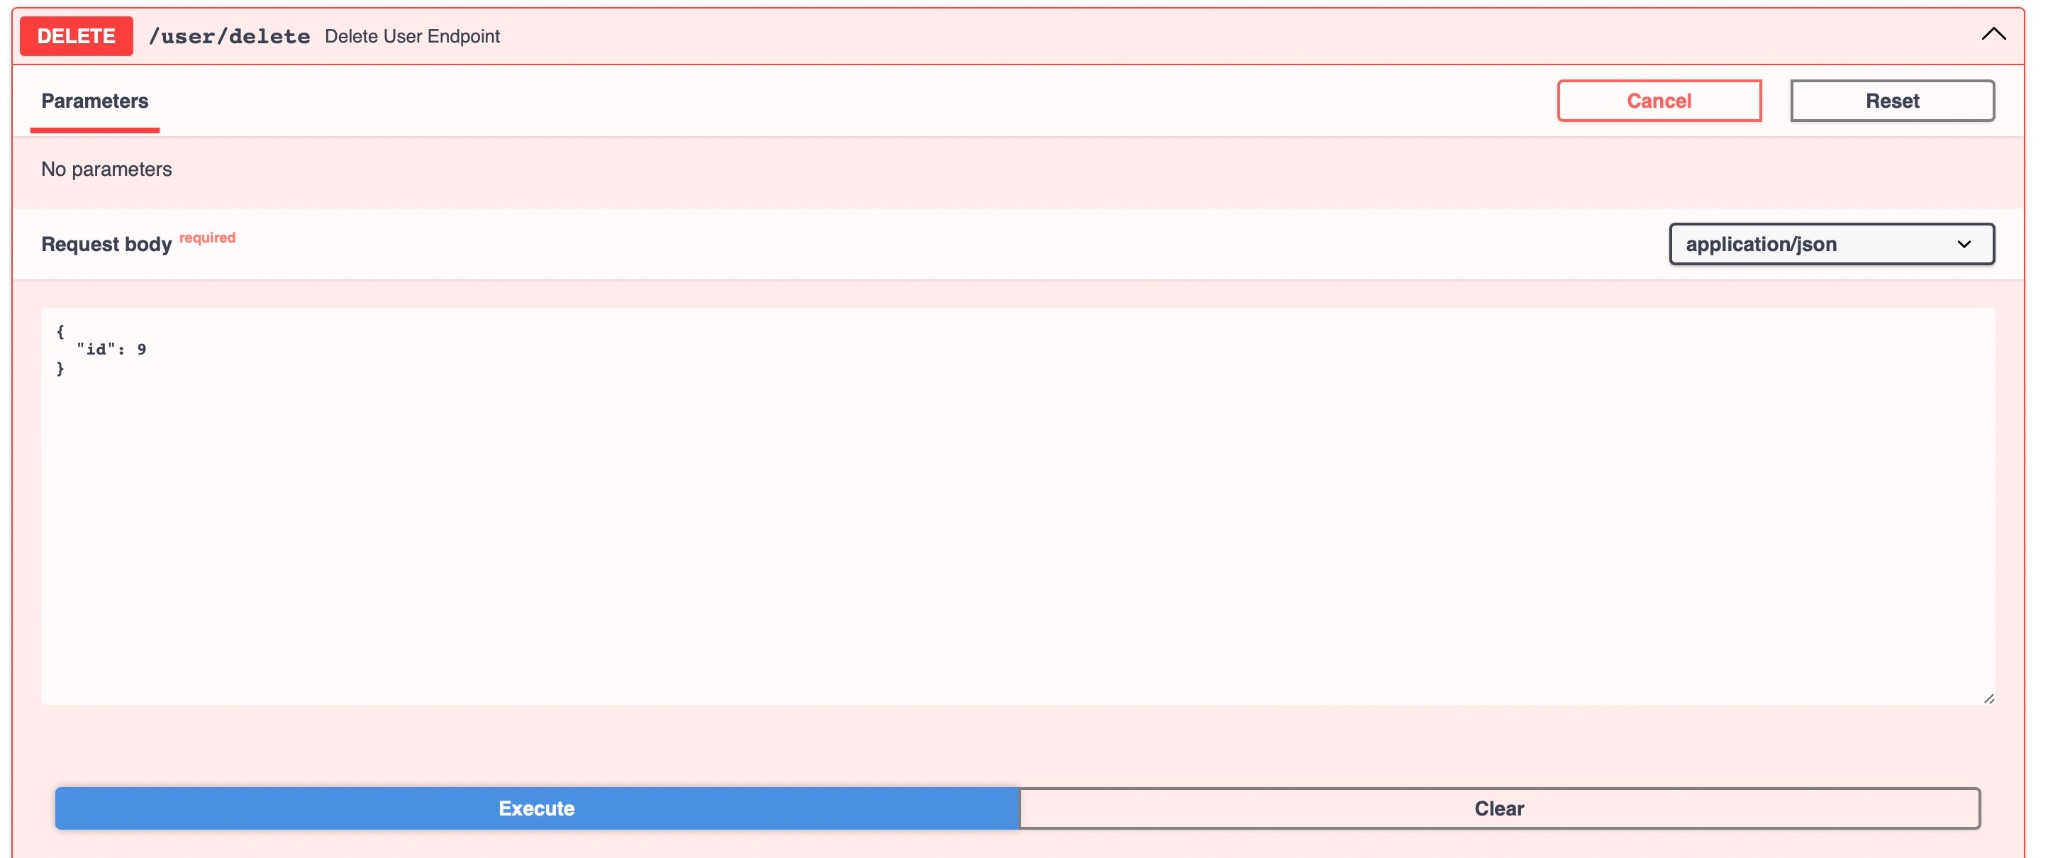 DELETE /user/delete Delete User Endpoint
Parameters Cancel Reset
No parameters
Request body required application/json
{
"id": 9
}
Execute Clear